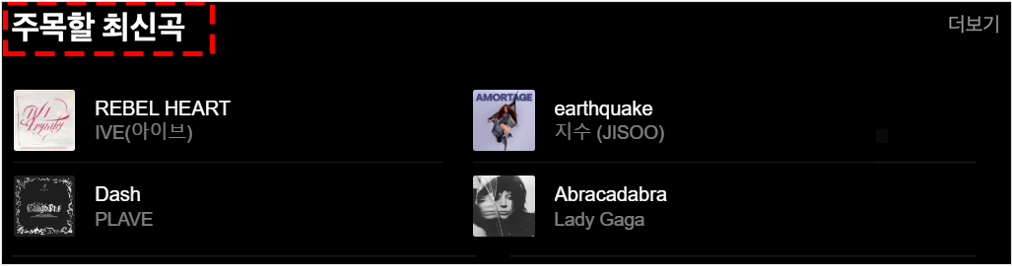 주목할 최신곡
더보기
REBEL HEART
IVE(아이브)
AMORTAGE
earthquake
지수 (JISOO)
Dash
PLAVE
Abracadabra
Lady Gaga